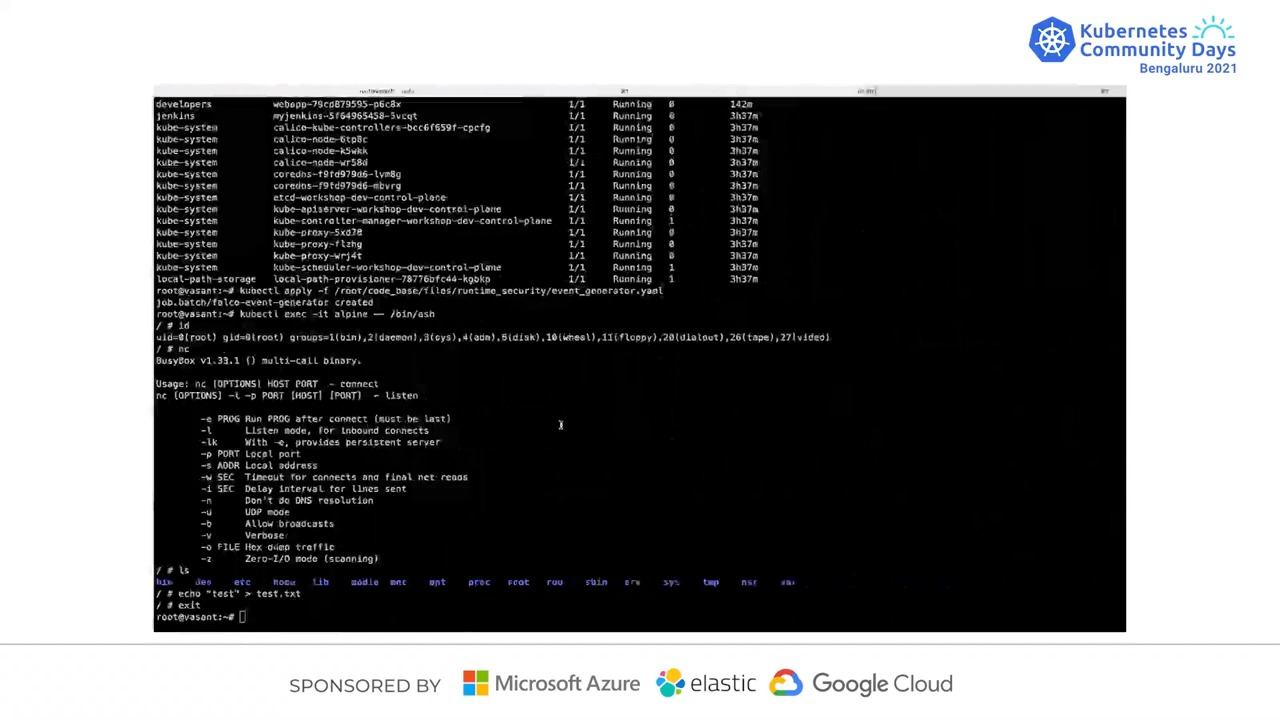 Kubernetes
Community Days
Bengaluru 2021
developers webapp-79cd879595-p6c8x 1/1 Running 0 142m
jenkins myjenkins-5f64965458-5vcqt 1/1 Running 0 3h37m
kube-system calico-kube-controllers-bcc6f659f-cpcfg 1/1 Running 0 3h37m
kube-system 1/1 Running 0 3h37m
kube-system calico-node-k5wkk 1/1 Running 0 3h37m
kube-system calico-node-wr58d 1/1 Running 0 3h37m
kube-system coredns-f9fd979d6-lvm8g 1/1 Running 0 3h37m
kube-system coredns-f9fd979d6-mbvrg 1/1 Running 0 3h37m
kube-system etcd-workshop-dev-control-plane 1/1 Running 0 3h37m
kube-system kube-apiserver-workshop-dev-control-plane 1/1 Running 0 3h37m
kube-system kube-controller-manager-workshop-dev-control-plane 1/1 Running 1 3h37m
kube-system 1/1 Running 0 3h37m
kube-system kube-proxy-flzhg 1/1 Running 0 3h37m
kube-system kube-proxy-wrj4t 1/1 Running 0 3h37m
kube-system kube-scheduler-workshop-dev-control-plane 1/1 Running 1 3h37m
local-path-storage local-path-provisioner-78776bfc44-kgbkp 1/1 Running 1 3h37m
root@vasant:~# kubectl apply -f /root/code_base/files/runtime_security/event_generator.yaml
job.batch/falco-event-generator created
root@vasant:~# kubectl exec -it alpine -- /bin/ash
/ # id
uid=0(root) gid=0(root) groups=1(bin),2(daemon),3(sys),4(adm),6(disk),10(wheel),11(floppy),20(dialout),26(tape),27(video)
/ # nc
BusyBox v1.33.1 () multi-call binary.
Usage: nc [OPTIONS] HOST PORT - connect
nc [OPTIONS] -l -p PORT [HOST] [PORT] - listen
-e PROG Run PROG after connect (must be last)
-l Listen mode, for inbound connects
-lk With -e, provides persistent server
-p PORT Local port
-s ADDR Local address
-w SEC Timeout for connects and final net reads
-i SEC Delay interval for lines sent
-n Don't do DNS resolution
-u UDP mode
-b Allow broadcasts
-v Verbose
-o FILE Hex dump traffic
-z Zero-I/O mode (scanning)
/ # ls
bin dev etc home lib media mnt opt proc root run sbin srv sys tmp usr var
/ # echo "test" > test.txt
/ # exit
root@vasant:~#
SPONSORED BY Microsoft Azure elastic Google Cloud